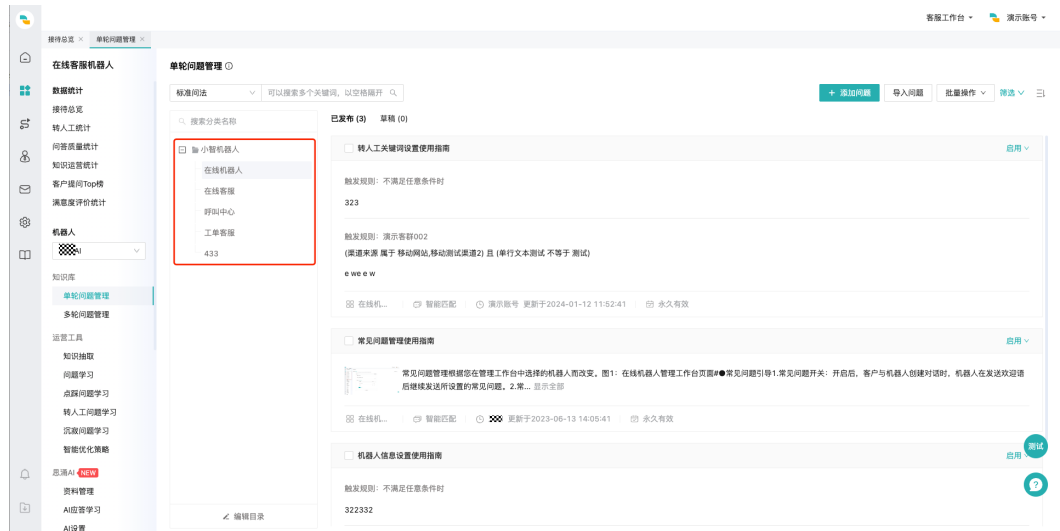 客服工作台
演示账号
接待总览 ×
单轮问题管理 ×
在线客服机器人
数据统计
接待总览
转人工统计
问答质量统计
知识运营统计
客户提问Top榜
满意度评价统计
机器人
AI
知识库
单轮问题管理
多轮问题管理
运营工具
知识抽取
问题学习
点踩问题学习
转人工问题学习
沉寂问题学习
智能优化策略
思滴AI NEW
资料管理
AI应答学习
AI设置
单轮问题管理
标准问法
可以搜索多个关键词，以空格隔开
+ 添加问题
导入问题
批量操作
筛选
搜索分类名称
小智机器人
在线机器人
在线客服
呼叫中心
工单客服
433
编辑目录
已发布 (3)
草稿 (0)
转人工关键词设置使用指南
启用
触发规则：不满足任意条件时
323
触发规则：演示客群002
(渠道来源 属于 移动网站,移动测试渠道2) 且 (单行文本测试 不等于 测试)
e we e w
在线机...
智能匹配
演示账号 更新于2024-01-12 11:52:41
永久有效
常见问题管理使用指南
启用
常见问题管理根据您在管理工作台中选择的机器人而改变。图1：在线机器人管理工作台页面#●常见问题引导1.常见问题开关：开启后，客户与机器人创建对话时，机器人在发送欢迎语
后继续发送所设置的常见问题。2.常... 显示全部
在线机...
智能匹配
更新于2023-06-13 14:05:41
永久有效
机器人信息设置使用指南
启用
触发规则：不满足任意条件时
322332
测试